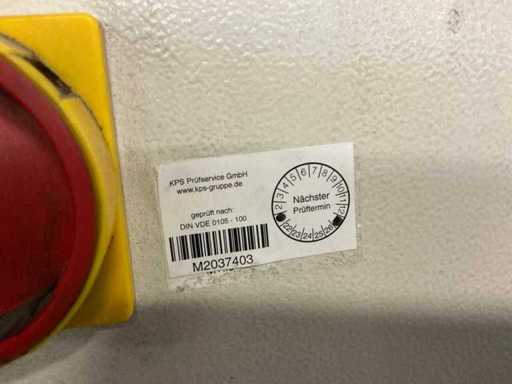 KPS Prüfservice GmbH
www.kps-gruppe.de
geprüft nach:
DIN VDE 0105 - 100
M2037403
2 3 4 5 6 7 8 9 10 11 12
Nächster
Prüftermin
22 23 24 25 26